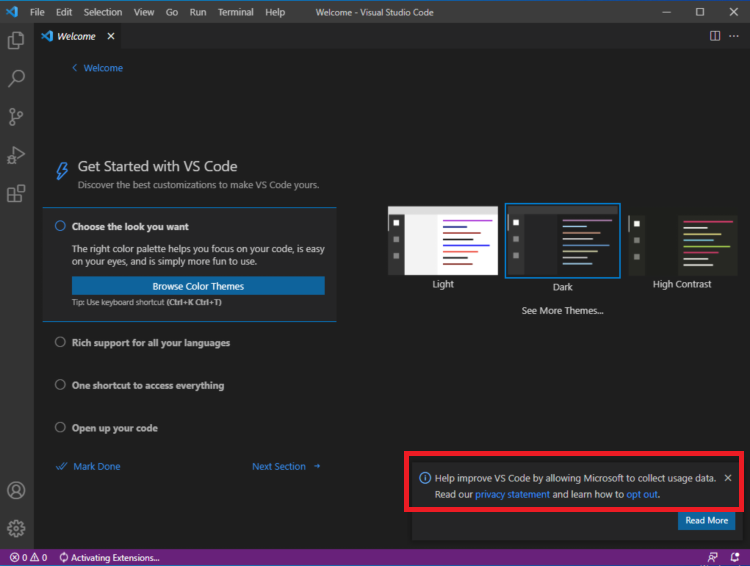 File Edit Selection View Go Run Terminal Help Welcome - Visual Studio Code
Welcome
Welcome
Get Started with VS Code
Discover the best customizations to make VS Code yours.
Choose the look you want
The right color palette helps you focus on your code, is easy
on your eyes, and is simply more fun to use.
Browse Color Themes
Tip: Use keyboard shortcut (Ctrl+K Ctrl+T)
Rich support for all your languages
One shortcut to access everything
Open up your code
Mark Done
Next Section
Light
Dark
High Contrast
See More Themes...
Help improve VS Code by allowing Microsoft to collect usage data.
Read our privacy statement and learn how to opt out.
Read More
0 0 Activating Extensions...